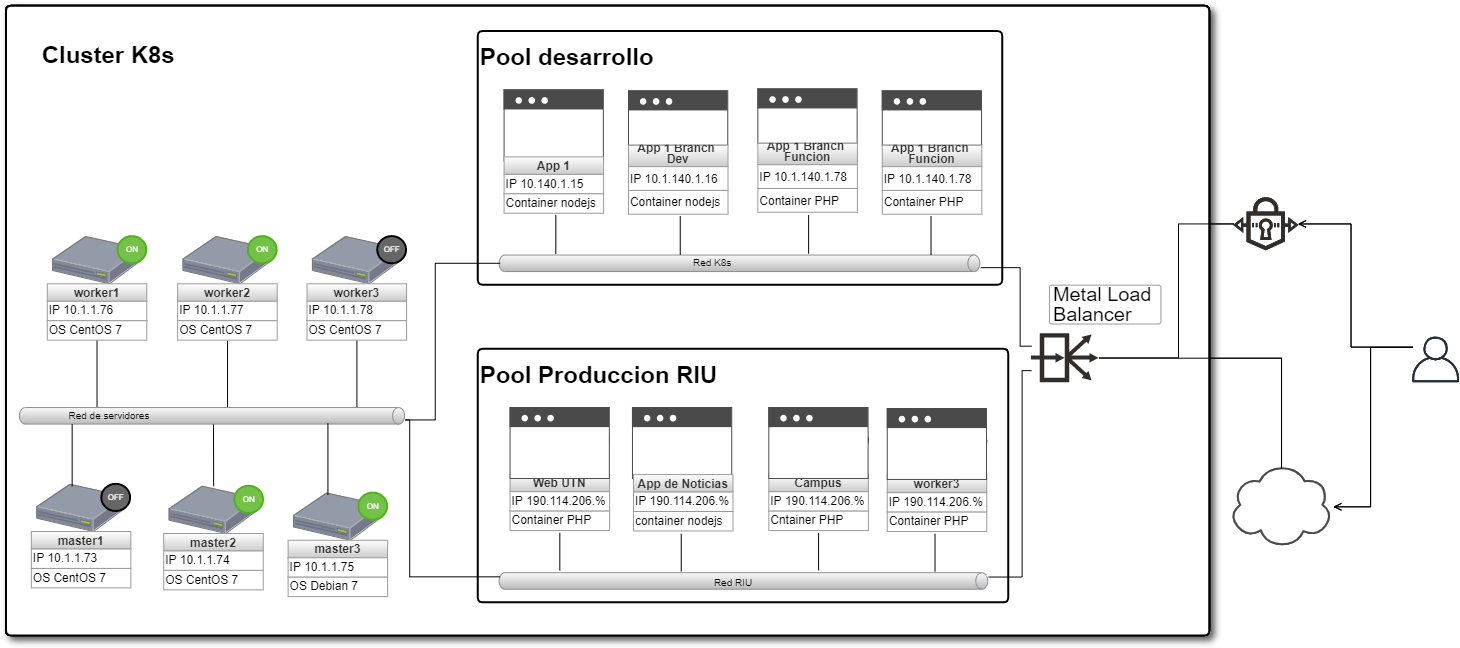 Cluster K8s
Pool desarrollo
App 1
IP 10.140.1.15
Container nodejs
App 1 Branch
Dev
IP 10.1.140.1.16
Container nodejs
App 1 Branch
Funcion
IP 10.1.140.1.78
Container PHP
App 1 Branch
Funcion
IP 10.1.140.1.78
Container PHP
Red K8s
ON
worker1
IP 10.1.1.76
OS CentOS 7
ON
worker2
IP 10.1.1.77
OS CentOS 7
OFF
worker3
IP 10.1.1.78
OS CentOS 7
Metal Load
Balancer
Red de servidores
Pool Produccion RIU
Web UTN
IP 190.114.206.%
Container PHP
App de Noticias
IP 190.114.206.%
container nodejs
Campus
IP 190.114.206.%
Cntainer PHP
worker3
IP 190.114.206.%
Container PHP
Red RIU
OFF
master1
IP 10.1.1.73
OS CentOS 7
ON
master2
IP 10.1.1.74
OS CentOS 7
ON
master3
IP 10.1.1.75
OS Debian 7